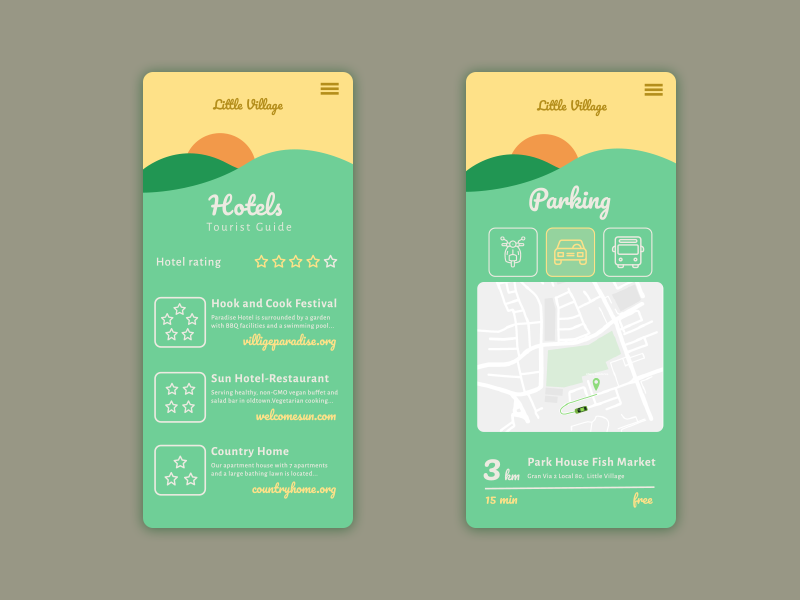 Little Village
Hotels
Tourist Guide
Hotel rating
Hook and Cook Festival
Paradise Hotel is surrounded by a garden
with BBQ facilities and a swimming pool...
villigeparadise.org
Sun Hotel-Restaurant
Serving healthy, non-GMO vegan buffet and
salad bar in oldtown.Vegetarian cooking...
welcomesun.com
Country Home
Our apartment house with 7 apartments
and a large bathing lawn is located...
countryhome.org
Little Village
Parking
3 km
Park House Fish Market
Gran Via 2 Local 8n, Little Village
15 min
free